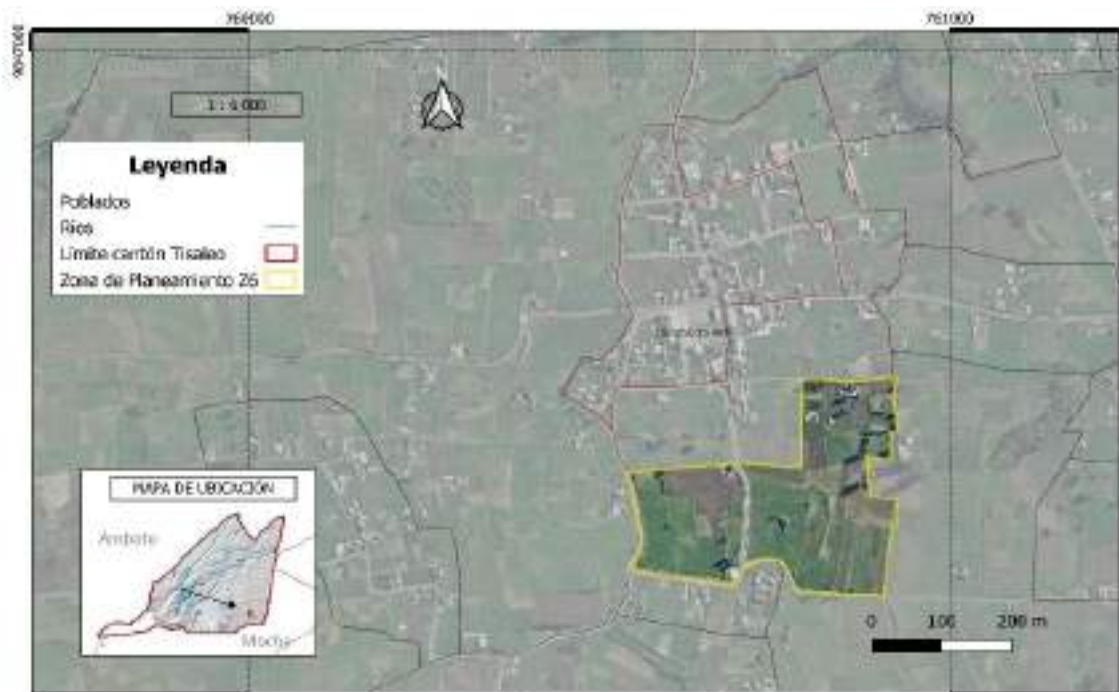 760000
761000
1 : 6 000
Leyenda
Poblados
Ríos
Límite cantón Tisaleo
Zona de Planeamiento Z6
MAPA DE UBICACIÓN
Ambato
Mocha
0 100 200 m